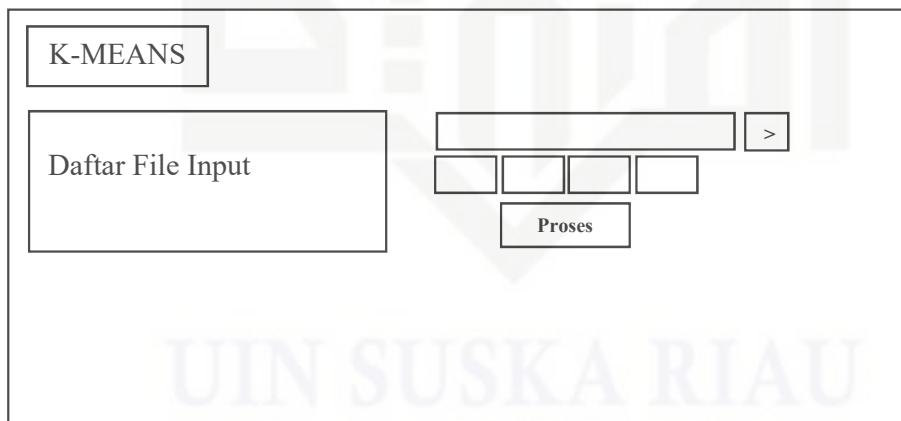 K-MEANS
Daftar File Input
>
Proses
UIN SUSKA RIAU